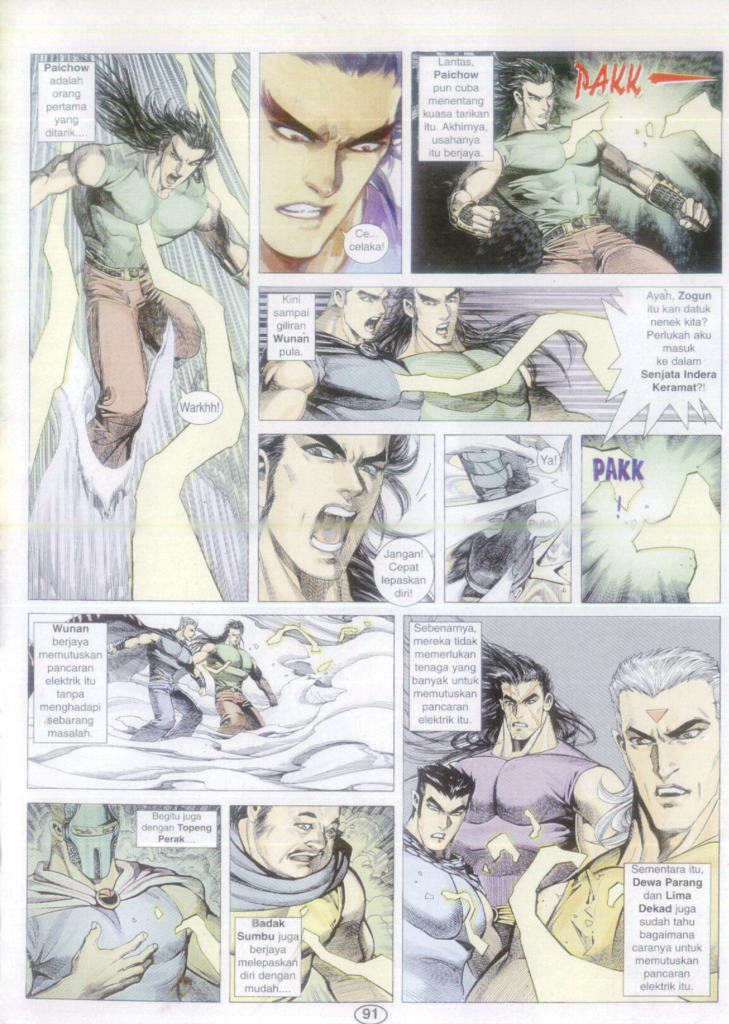 Paichow
adalah
orang
pertama
yang
ditarik....
Warkhh!
Ce...
celaka!
Lantas,
Paichow
pun cuba
menentang
kuasa tarikan
itu. Akhirnya,
usahanya
itu berjaya.
PAKK
Kini
sampai
giliran
Wunan
pula.
Ayah, Zogun
itu kan datuk
nenek kita?
Perlukah aku
masuk
ke dalam
Senjata Indera
Keramat?!
Jangan!
Cepat
lepaskan
diri!
Ya!
Pukk!
PAKK
!
Wunan
berjaya
memutuskan
pancaran
elektrik itu
tanpa
menghadapi
sebarang
masalah.
Sebenarnya,
mereka tidak
memerlukan
tenaga yang
banyak untuk
memutuskan
pancaran
elektrik itu.
Begitu juga
dengan Topeng
Perak....
Badak
Sumbu juga
berjaya
melepaskan
diri dengan
mudah....
Sementara itu,
Dewa Parang
dan Lima
Dekad juga
sudah tahu
bagaimana
caranya untuk
memutuskan
pancaran
elektrik itu.
91